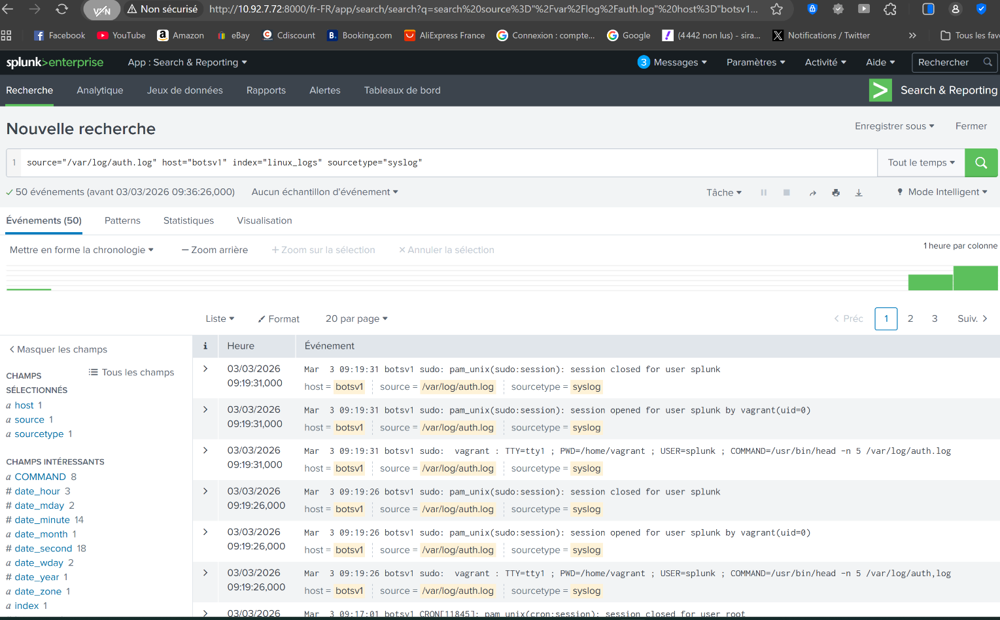 VPN
Non sécurisé
http://10.92.7.72:8000/fr-FR/app/search/search?q=search%20source%3D"%2Fvar%2Flog%2Fauth.log"%20host%3D"botsv1...
Facebook
YouTube
Amazon
eBay
Cdiscount
Booking.com
AliExpress France
Connexion : compte...
Google
(4 442 non lus) - sira...
Notifications / Twitter
Tous les fav
splunk>enterprise
App : Search & Reporting
3 Messages
Paramètres
Activité
Aide
Rechercher
Recherche
Analytique
Jeux de données
Rapports
Alertes
Tableaux de bord
Search & Reporting
Nouvelle recherche
Enregistrer sous
Fermer
1 source="/var/log/auth.log" host="botsv1" index="linux_logs" sourcetype="syslog"
Tout le temps
50 événements (avant 03/03/2026 09:36:26,000)
Aucun échantillon d'événement
Tâche
Mode Intelligent
Événements (50)
Patterns
Statistiques
Visualisation
Mettre en forme la chronologie
— Zoom arrière
+ Zoom sur la sélection
× Annuler la sélection
1 heure par colonne
Liste
Format
20 par page
< Préc
1
2
3
Suiv. >
< Masquer les champs
Tous les champs
CHAMPS
SÉLECTIONNÉS
a host 1
a source 1
a sourcetype 1
CHAMPS INTÉRESSANTS
a COMMAND 8
# date_hour 3
# date_mday 2
# date_minute 14
a date_month 1
# date_second 18
a date_wday 2
# date_year 1
a date_zone 1
a index 1
i
Heure
Événement
> 03/03/2026
09:19:31,000
Mar  3 09:19:31 botsv1 sudo: pam_unix(sudo:session): session closed for user splunk
host = botsv1 source = /var/log/auth.log sourcetype = syslog
> 03/03/2026
09:19:31,000
Mar  3 09:19:31 botsv1 sudo: pam_unix(sudo:session): session opened for user splunk by vagrant(uid=0)
host = botsv1 source = /var/log/auth.log sourcetype = syslog
> 03/03/2026
09:19:31,000
Mar  3 09:19:31 botsv1 sudo:  vagrant : TTY=tty1 ; PWD=/home/vagrant ; USER=splunk ; COMMAND=/usr/bin/head -n 5 /var/log/auth.log
host = botsv1 source = /var/log/auth.log sourcetype = syslog
> 03/03/2026
09:19:26,000
Mar  3 09:19:26 botsv1 sudo: pam_unix(sudo:session): session closed for user splunk
host = botsv1 source = /var/log/auth.log sourcetype = syslog
> 03/03/2026
09:19:26,000
Mar  3 09:19:26 botsv1 sudo: pam_unix(sudo:session): session opened for user splunk by vagrant(uid=0)
host = botsv1 source = /var/log/auth.log sourcetype = syslog
> 03/03/2026
09:19:26,000
Mar  3 09:19:26 botsv1 sudo:  vagrant : TTY=tty1 ; PWD=/home/vagrant ; USER=splunk ; COMMAND=/usr/bin/head -n 5 /var/log/auth,log
host = botsv1 source = /var/log/auth.log sourcetype = syslog
> 03/03/2026
Mar  3 09:17:01 botsv1 CRON[11845]: pam_unix(cron:session): session closed for user root